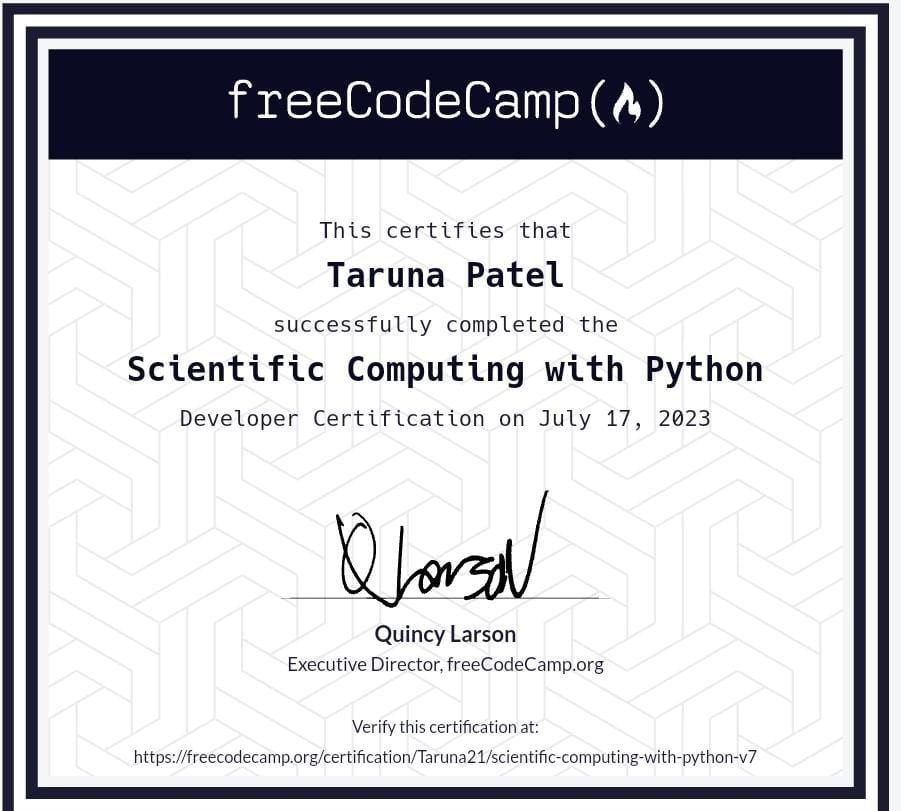 freeCodeCamp
This certifies that
Taruna Patel
successfully completed the
Scientific Computing with Python
Developer Certification on July 17, 2023
Q Larson
Quincy Larson
Executive Director, freeCodeCamp.org
Verify this certification at:
https://freecodecamp.org/certification/Taruna21/scientific-computing-with-python-v7